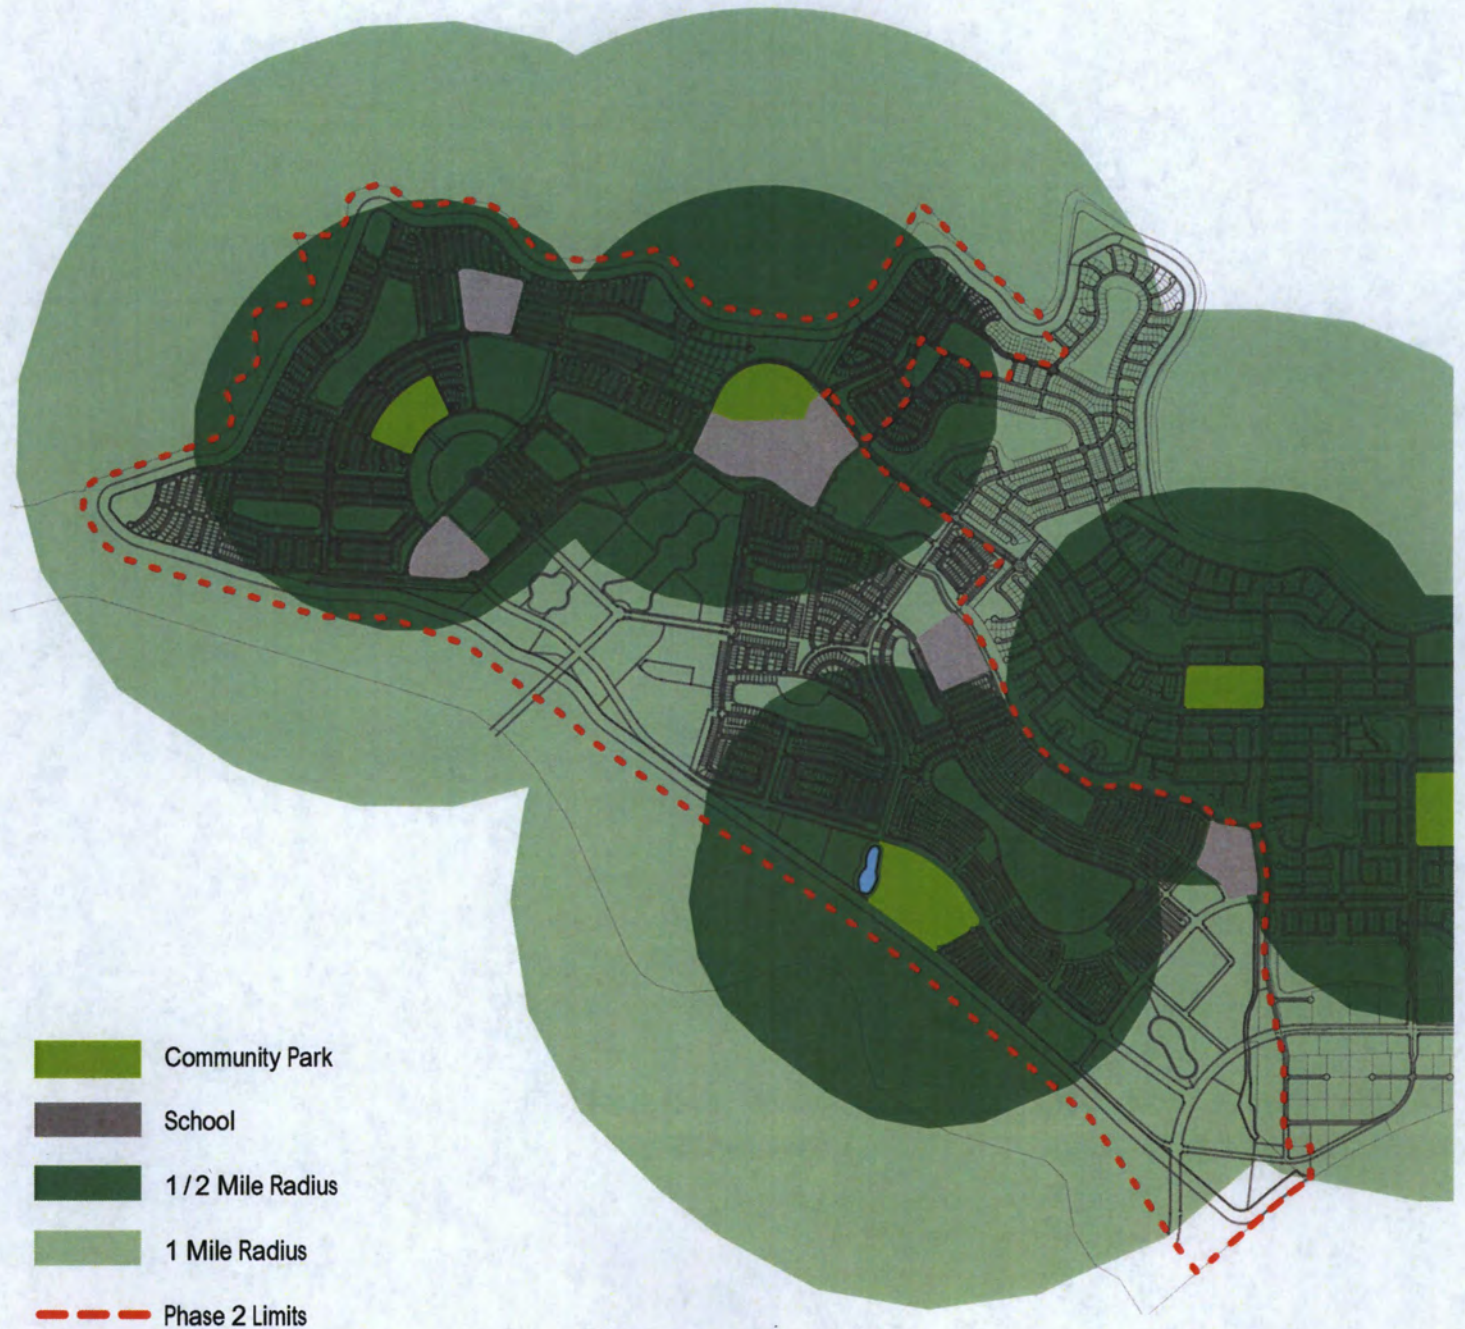 Community Park
School
1 / 2 Mile Radius
1 Mile Radius
Phase 2 Limits